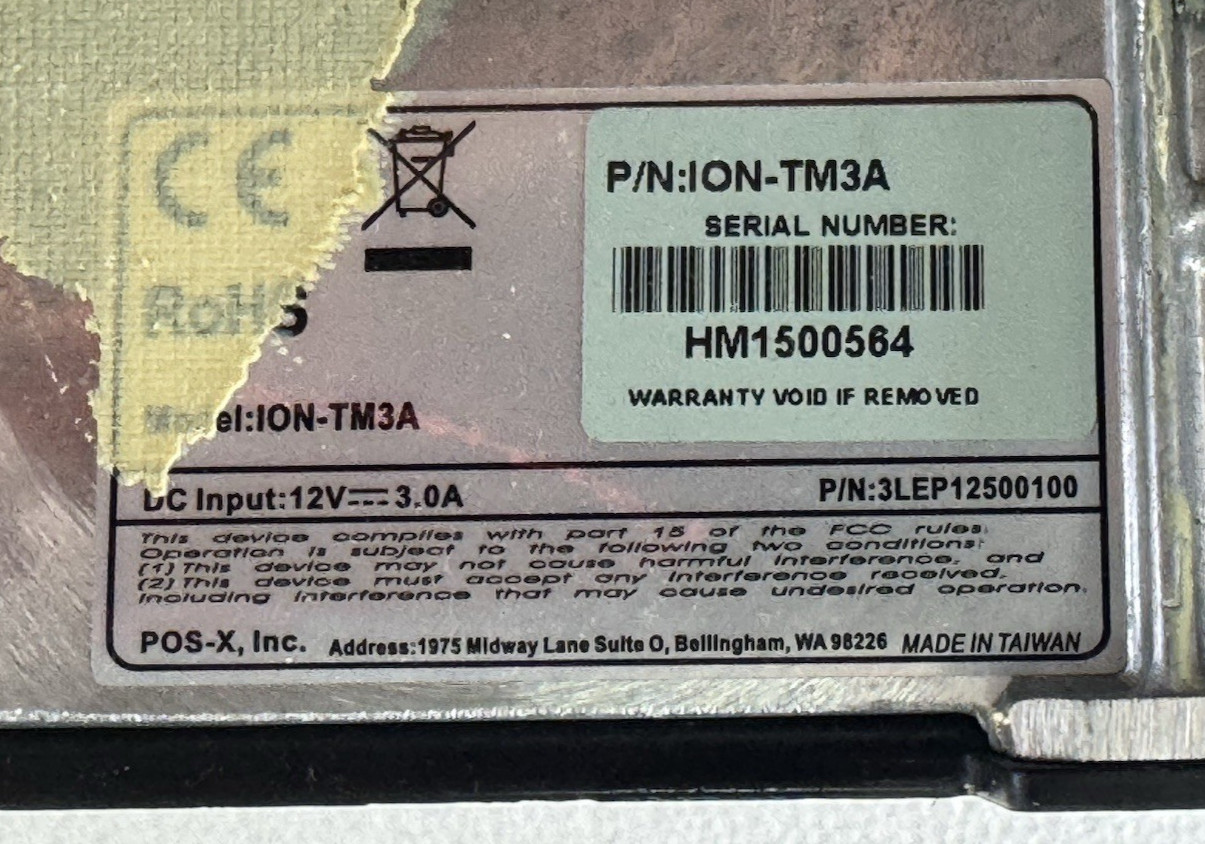 CE
RoHS
Model:ION-TM3A
P/N:ION-TM3A
SERIAL NUMBER:
HM1500564
WARRANTY VOID IF REMOVED
DC Input:12V⎓3.0A
P/N:3LEP12500100
This device complies with part 15 of the FCC rules.
Operation is subject to the following two conditions:
(1) This device may not cause harmful interference, and
(2) This device must accept any interference received,
including interference that may cause undesired operation.
POS-X, Inc. Address:1975 Midway Lane Suite O, Bellingham, WA 98226 MADE IN TAIWAN